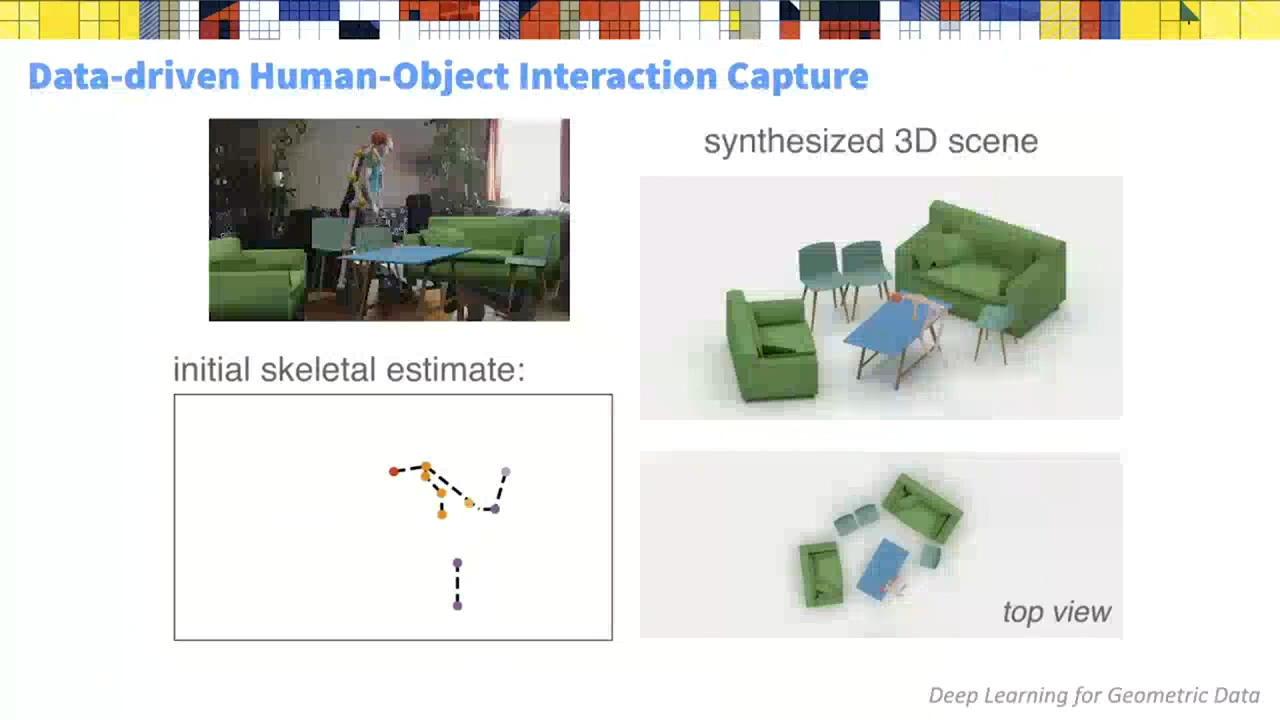 Data-driven Human-Object Interaction Capture
synthesized 3D scene
initial skeletal estimate:
top view
Deep Learning for Geometric Data